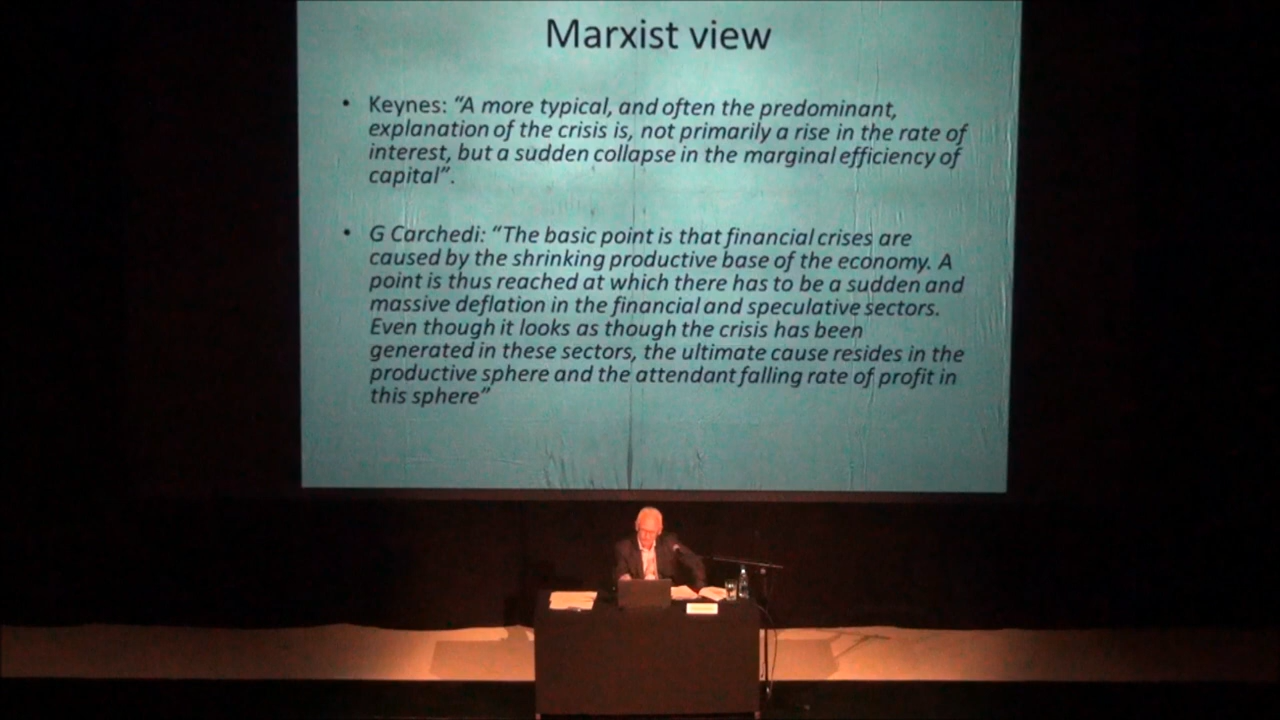 Marxist view
• Keynes: “A more typical, and often the predominant,
explanation of the crisis is, not primarily a rise in the rate of
interest, but a sudden collapse in the marginal efficiency of
capital”.
• G Carchedi: “The basic point is that financial crises are
caused by the shrinking productive base of the economy. A
point is thus reached at which there has to be a sudden and
massive deflation in the financial and speculative sectors.
Even though it looks as though the crisis has been
generated in these sectors, the ultimate cause resides in the
productive sphere and the attendant falling rate of profit in
this sphere”